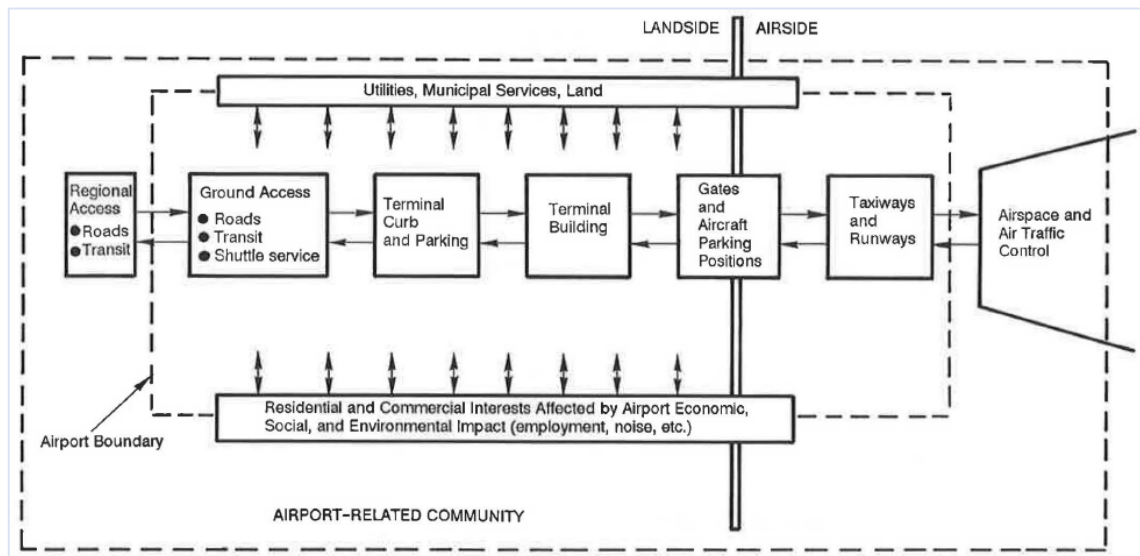 LANDSIDE AIRSIDE
Utilities, Municipal Services, Land
Regional
Access
● Roads
● Transit
Ground Access
● Roads
● Transit
● Shuttle service
Terminal
Curb
and Parking
Terminal
Building
Gates
and
Aircraft
Parking
Positions
Taxiways
and
Runways
Airspace and
Air Traffic
Control
Residential and Commercial Interests Affected by Airport Economic,
Social, and Environmental Impact (employment, noise, etc.)
Airport Boundary
AIRPORT-RELATED COMMUNITY